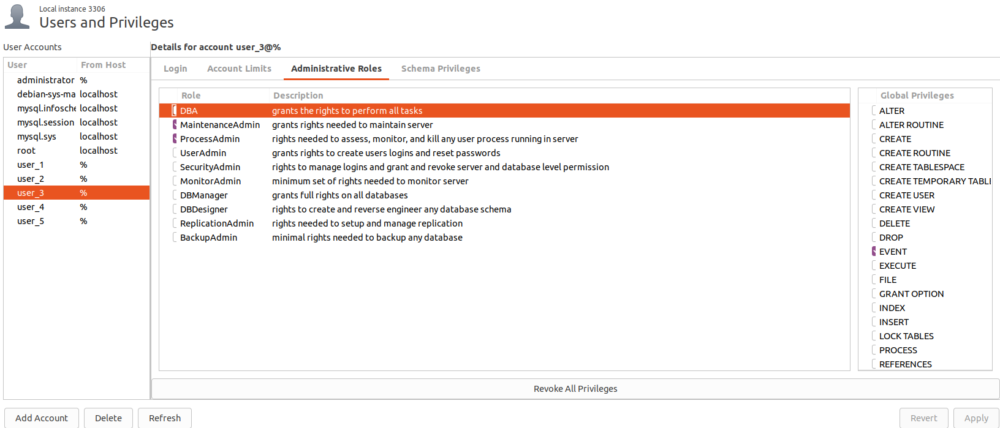 Local instance 3306
Users and Privileges
User Accounts
Details for account user_3@%
User From Host
administrator %
debian-sys-ma localhost
mysql.infosche localhost
mysql.session localhost
mysql.sys localhost
root localhost
user_1 %
user_2 %
user_3 %
user_4 %
user_5 %
Login Account Limits Administrative Roles Schema Privileges
Role Description
DBA grants the rights to perform all tasks
MaintenanceAdmin grants rights needed to maintain server
ProcessAdmin rights needed to assess, monitor, and kill any user process running in server
UserAdmin grants rights to create users logins and reset passwords
SecurityAdmin rights to manage logins and grant and revoke server and database level permission
MonitorAdmin minimum set of rights needed to monitor server
DBManager grants full rights on all databases
DBDesigner rights to create and reverse engineer any database schema
ReplicationAdmin rights needed to setup and manage replication
BackupAdmin minimal rights needed to backup any database
Global Privileges
ALTER
ALTER ROUTINE
CREATE
CREATE ROUTINE
CREATE TABLESPACE
CREATE TEMPORARY TABLE
CREATE USER
CREATE VIEW
DELETE
DROP
EVENT
EXECUTE
FILE
GRANT OPTION
INDEX
INSERT
LOCK TABLES
PROCESS
REFERENCES
Revoke All Privileges
Add Account Delete Refresh Revert Apply